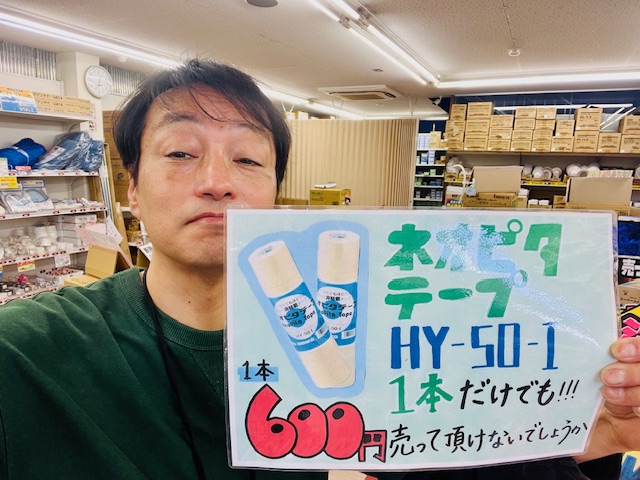 ネオピタ
テープ
HY-50-1
1本だけでも!!!
1本
600円
売って頂けないでしょうか